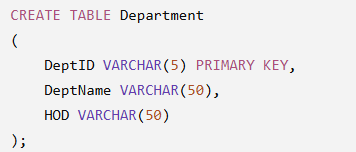 CREATE TABLE Department
(
    DeptID VARCHAR(5) PRIMARY KEY,
    DeptName VARCHAR(50),
    HOD VARCHAR(50)
);